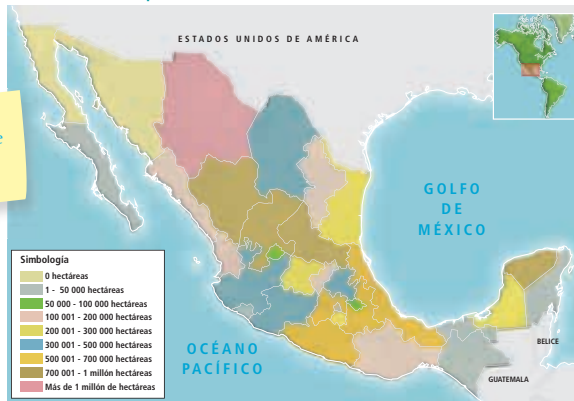 ESTADOS UNIDOS DE AMÉRICA
GOLFO
DE
MÉXICO
OCÉANO
PACÍFICO
BELICE
GUATEMALA
Simbología
0 hectáreas
1 - 50 000 hectáreas
50 000 - 100 000 hectáreas
100 001 - 200 000 hectáreas
200 001 - 300 000 hectáreas
300 001 - 500 000 hectáreas
500 001 - 700 000 hectáreas
700 001 - 1 millón hectáreas
Más de 1 millón de hectáreas